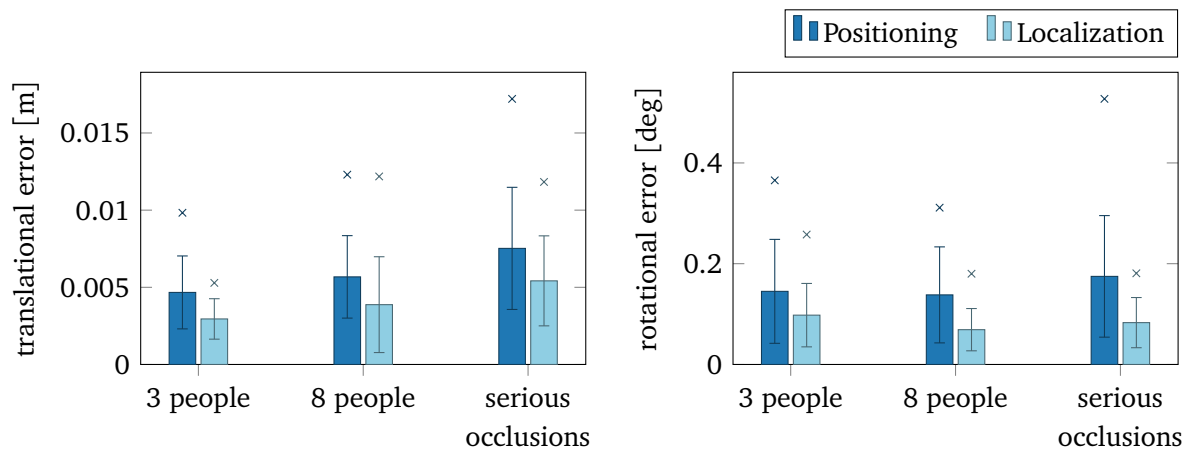 Positioning Localization
translational error [m]
0.015
0.01
0.005
0
3 people 8 people serious
occlusions
rotational error [deg]
0.4
0.2
0
3 people 8 people serious
occlusions